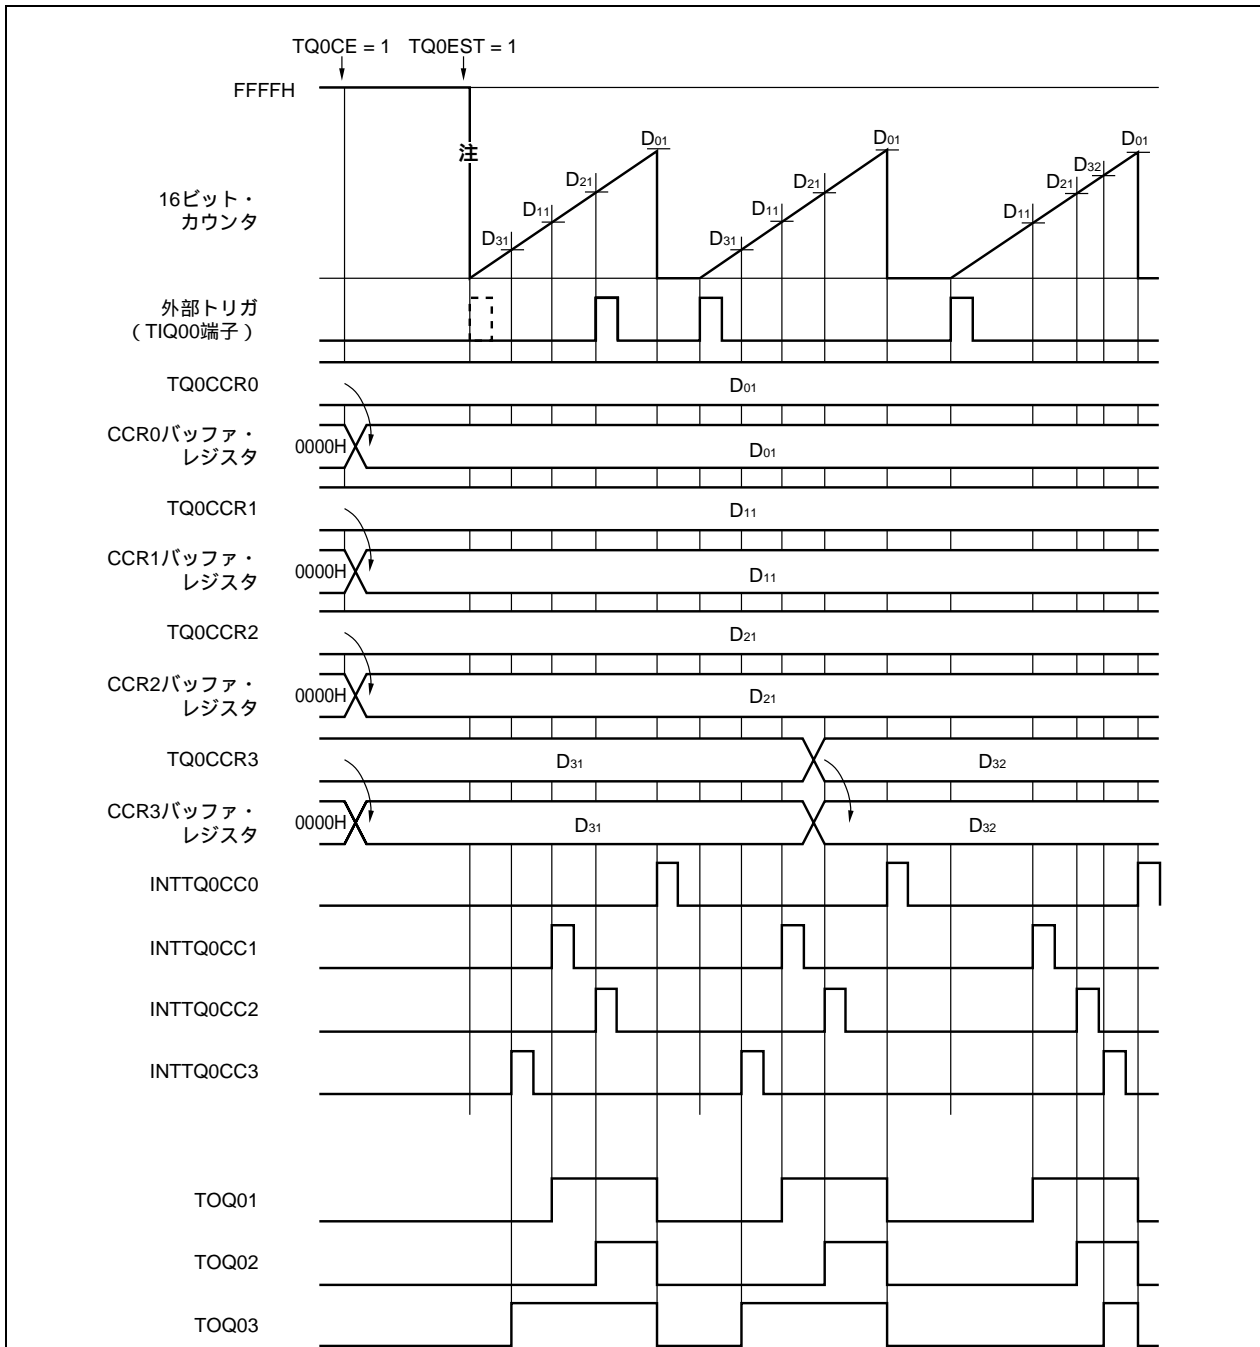 TQ0CE = 1 TQ0EST = 1
FFFFH
注
16ビット・
カウンタ
D31
D11
D21
D01
D31
D11
D21
D01
D11
D21
D32
D01
外部トリガ
(TIQ00端子)
TQ0CCR0
D01
CCR0バッファ・
レジスタ
0000H
D01
TQ0CCR1
D11
CCR1バッファ・
レジスタ
0000H
D11
TQ0CCR2
D21
CCR2バッファ・
レジスタ
0000H
D21
TQ0CCR3
D31
D32
CCR3バッファ・
レジスタ
0000H
D31
D32
INTTQ0CC0
INTTQ0CC1
INTTQ0CC2
INTTQ0CC3
TOQ01
TOQ02
TOQ03